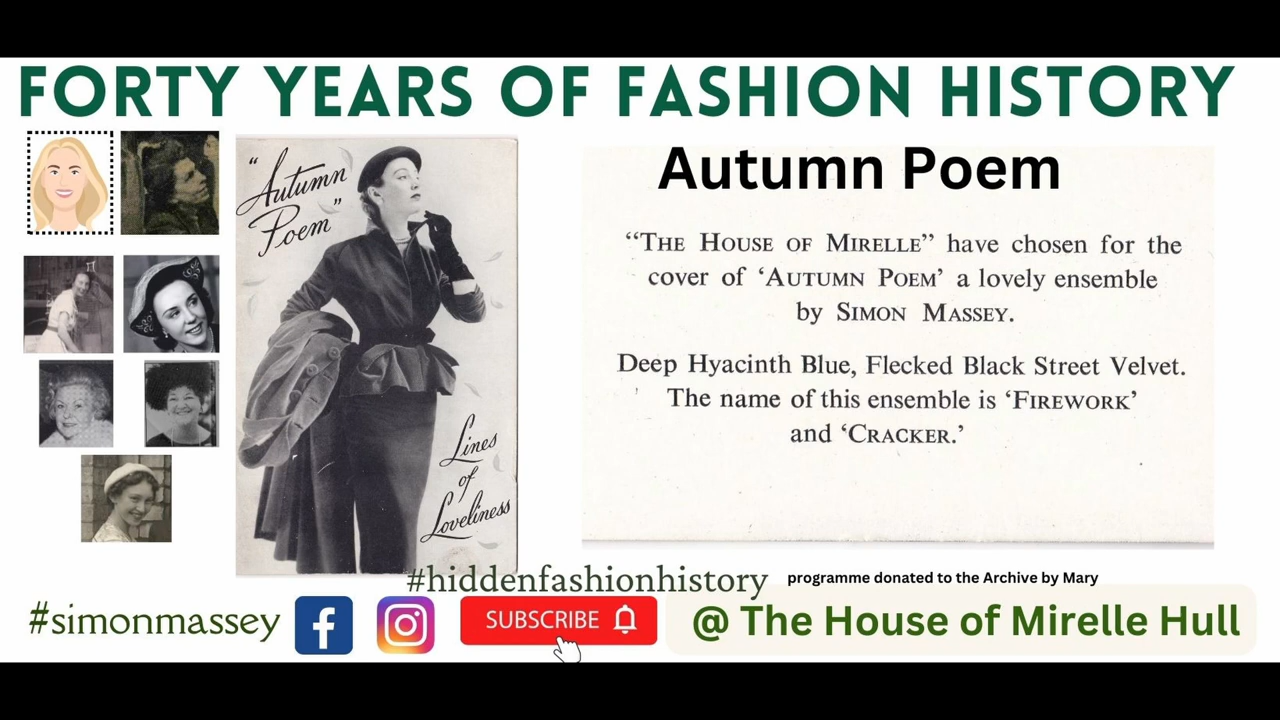 FORTY YEARS OF FASHION HISTORY
"Autumn
Poem"
Lines
of
Loveliness
Autumn Poem
“THE HOUSE OF MIRELLE” have chosen for the
cover of ‘AUTUMN POEM’ a lovely ensemble
by SIMON MASSEY.
Deep Hyacinth Blue, Flecked Black Street Velvet.
The name of this ensemble is ‘FIREWORK’
and ‘CRACKER.’
#hiddenfashionhistory
programme donated to the Archive by Mary
#simonmassey
SUBSCRIBE
@ The House of Mirelle Hull